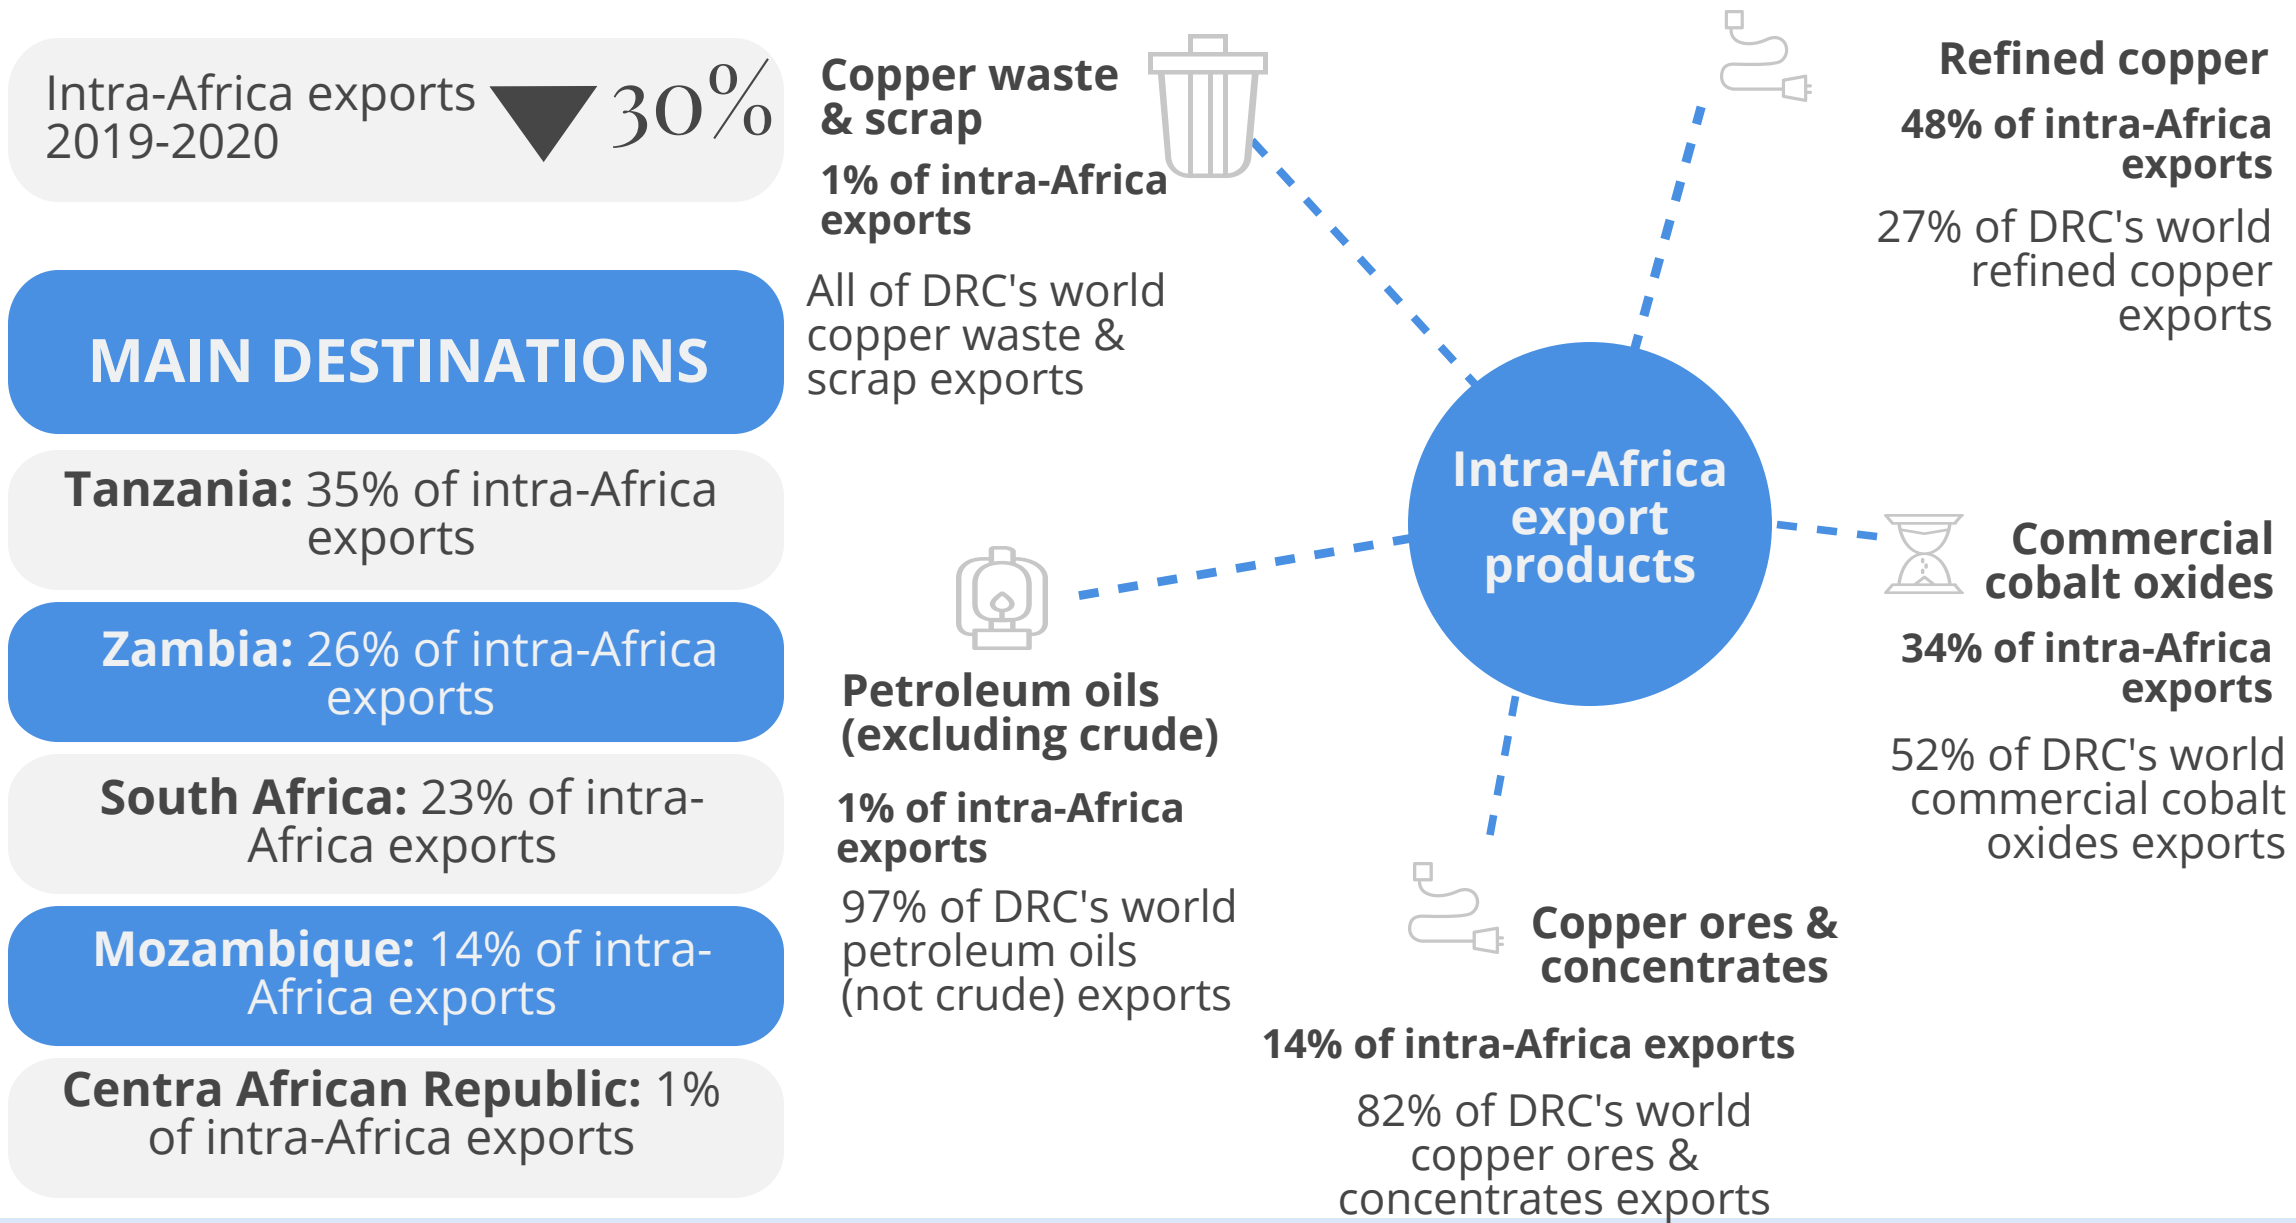 Intra-Africa exports
2019-2020
30%
MAIN DESTINATIONS
Tanzania: 35% of intra-Africa
exports
Zambia: 26% of intra-Africa
exports
South Africa: 23% of intra-
Africa exports
Mozambique: 14% of intra-
Africa exports
Centra African Republic: 1%
of intra-Africa exports
Copper waste
& scrap
1% of intra-Africa
exports
All of DRC's world
copper waste &
scrap exports
Refined copper
48% of intra-Africa
exports
27% of DRC's world
refined copper
exports
Intra-Africa
export
products
Commercial
cobalt oxides
34% of intra-Africa
exports
52% of DRC's world
commercial cobalt
oxides exports
Petroleum oils
(excluding crude)
1% of intra-Africa
exports
97% of DRC's world
petroleum oils
(not crude) exports
Copper ores &
concentrates
14% of intra-Africa exports
82% of DRC's world
copper ores &
concentrates exports